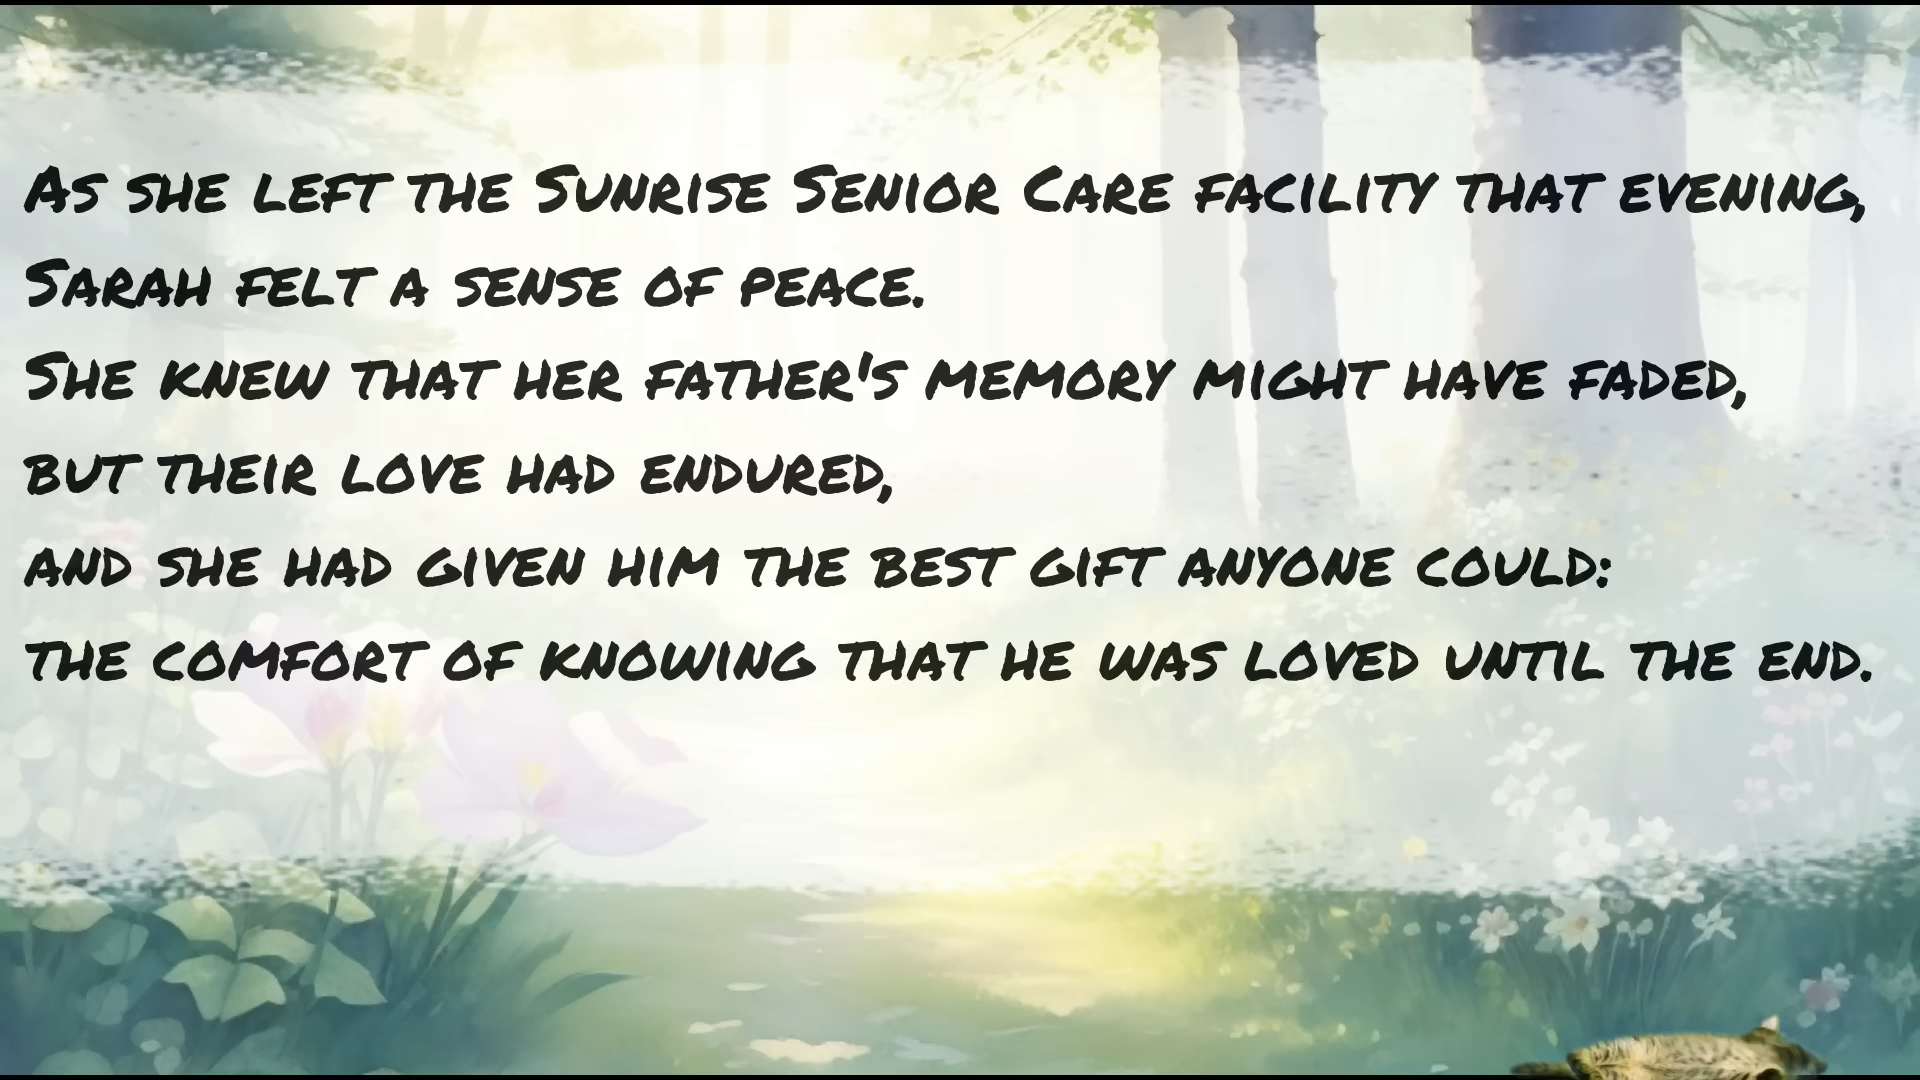 As she left the Sunrise Senior Care facility that evening,
Sarah felt a sense of peace.
She knew that her father's memory might have faded,
but their love had endured,
and she had given him the best gift anyone could:
the comfort of knowing that he was loved until the end.